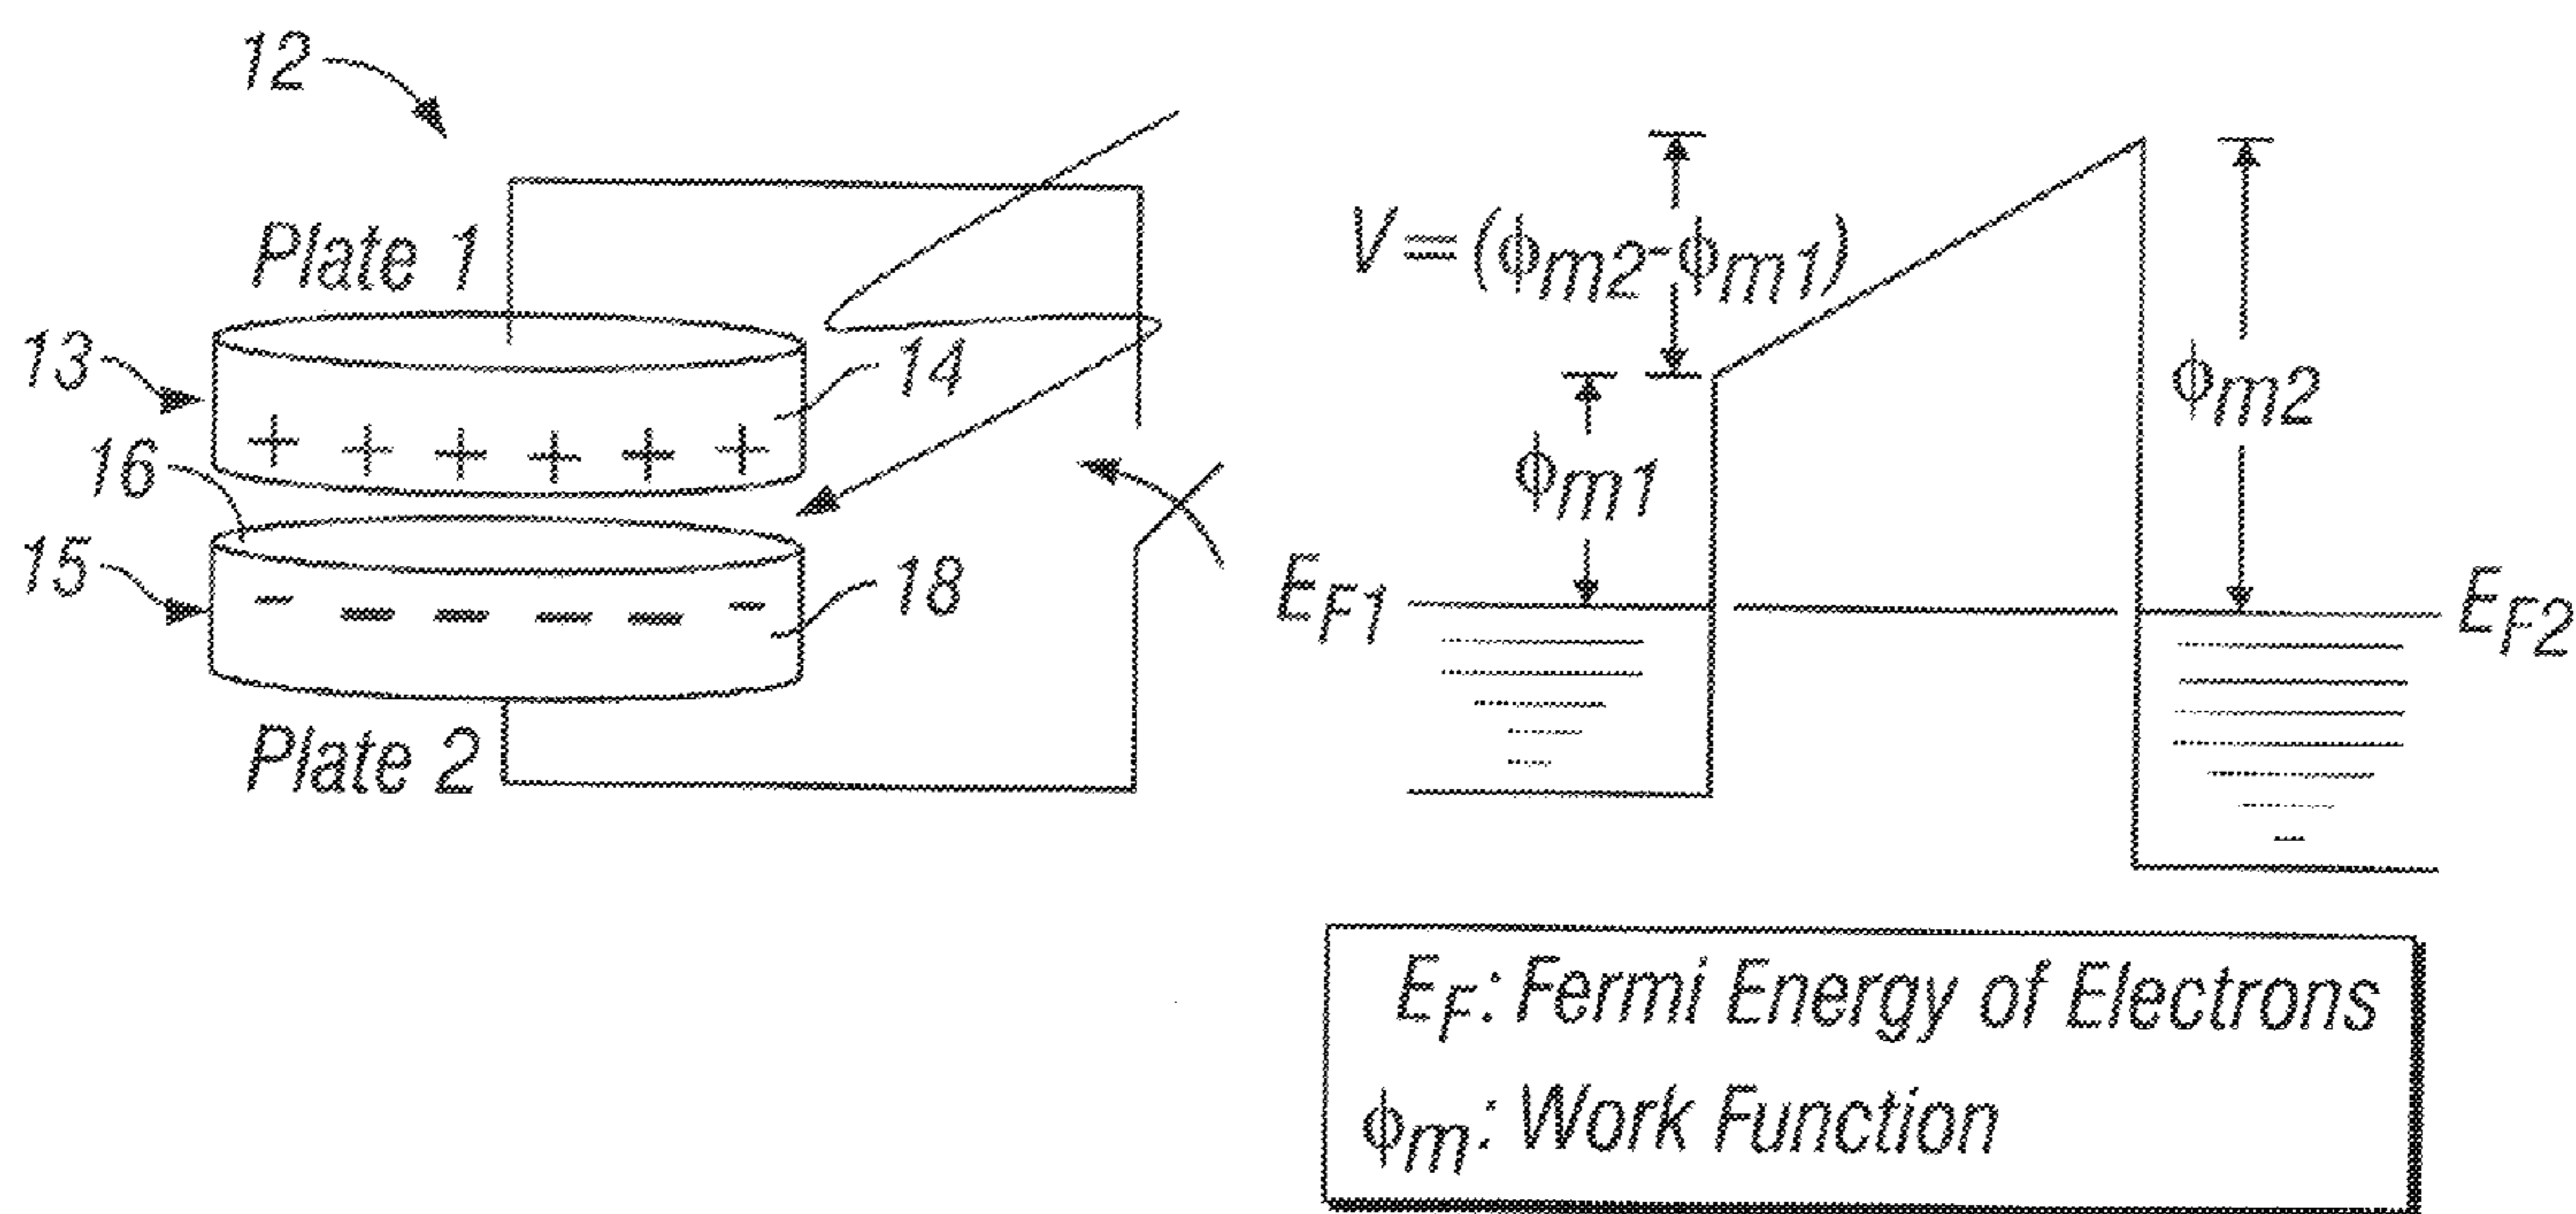 12
Plate 1
13
14
16
15
18
Plate 2
V=(ϕm2-ϕm1)
ϕm1
ϕm2
EF1
EF2
EF: Fermi Energy of Electrons
ϕm: Work Function